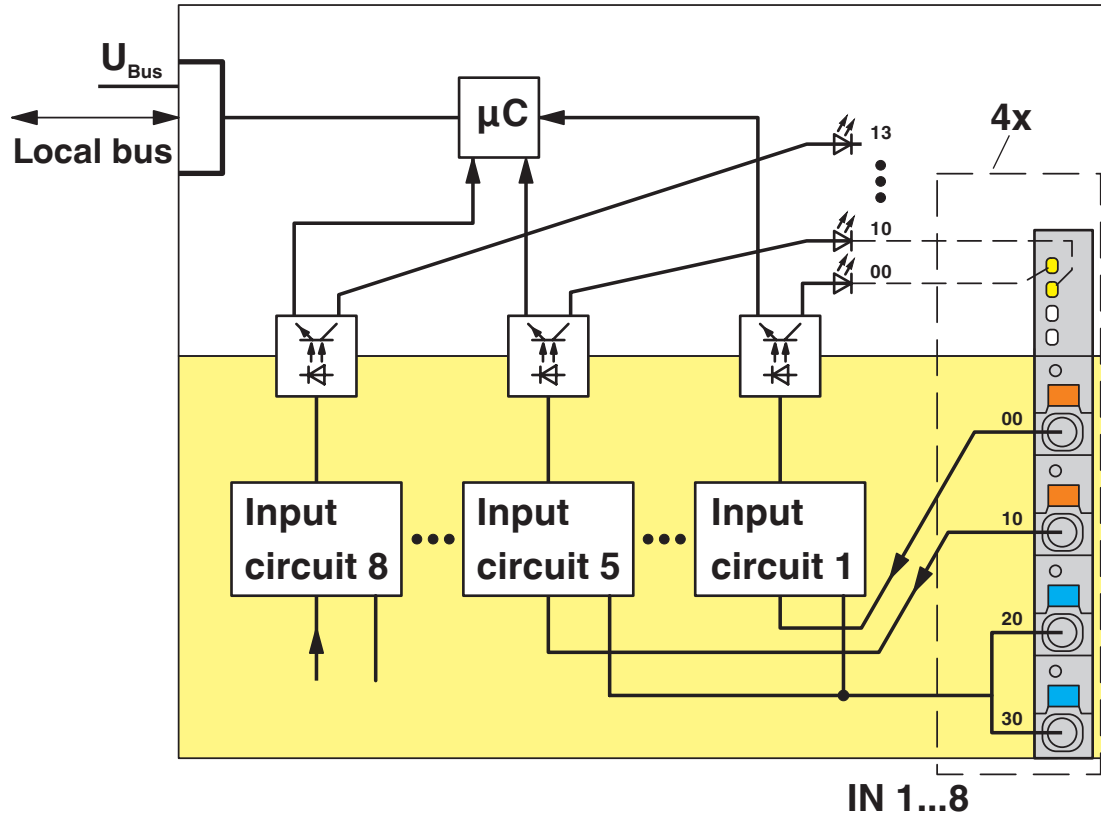 U Bus
Local bus
µC
4x
13
10
00
00
10
20
30
Input
circuit 8
Input
circuit 5
Input
circuit 1
IN 1...8